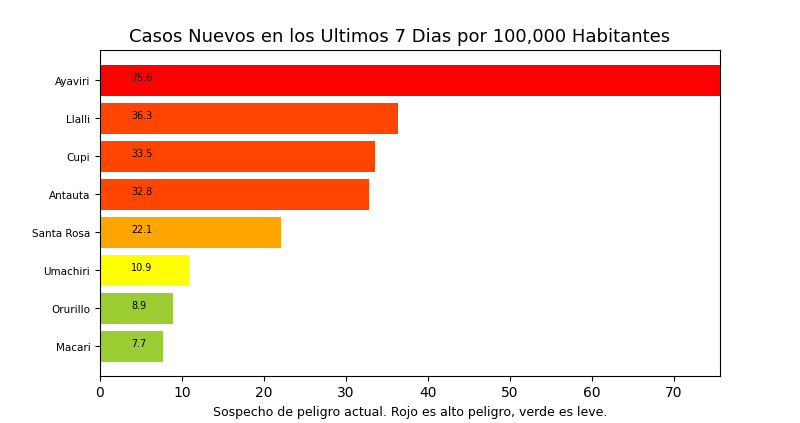 Casos Nuevos en los Ultimos 7 Dias por 100,000 Habitantes
Ayaviri 75.6
Llalli 36.3
Cupi 33.5
Antauta 32.8
Santa Rosa 22.1
Umachiri 10.9
Orurillo 8.9
Macari 7.7
0 10 20 30 40 50 60 70
Sospecho de peligro actual. Rojo es alto peligro, verde es leve.